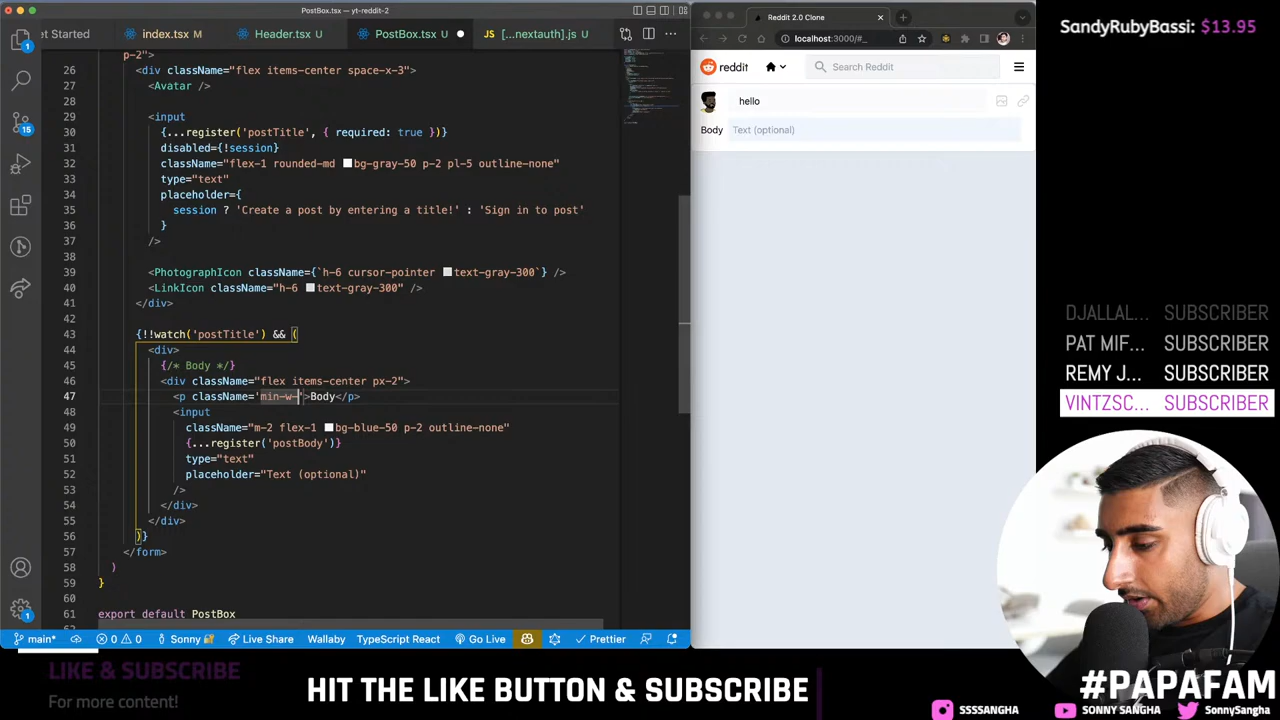 PostBox.tsx — yt-reddit-2
et Started
index.tsx M
Header.tsx U
PostBox.tsx U
[...nextauth].js U
p-2">
26 <div className="flex items-center space-x-3">
27 <Avatar />
28
29 <input
30 {...register('postTitle', { required: true })}
31 disabled={!session}
32 className="flex-1 rounded-md bg-gray-50 p-2 pl-5 outline-none"
33 type="text"
34 placeholder={
35 session ? 'Create a post by entering a title!' : 'Sign in to post'
36 }
37 />
38
39 <PhotographIcon className={`h-6 cursor-pointer text-gray-300`} />
40 <LinkIcon className="h-6 text-gray-300" />
41 </div>
42
43 {!!watch('postTitle') && (
44 <div>
45 {/* Body */}
46 <div className="flex items-center px-2">
47 <p className='min-w-'>Body</p>
48 <input
49 className="m-2 flex-1 bg-blue-50 p-2 outline-none"
50 {...register('postBody')}
51 type="text"
52 placeholder="Text (optional)"
53 />
54 </div>
55 </div>
56 )}
57 </form>
58 )
59 }
60
61 export default PostBox
1
15
1
main*
0 0
Sonny
Live Share
Wallaby
TypeScript React
Go Live
Prettier
Reddit 2.0 Clone
localhost:3000/#_
reddit
Search Reddit
hello
Body
Text (optional)
SandyRubyBassi: $13.95
DJALLAL... SUBSCRIBER
PAT MIF... SUBSCRIBER
REMY J... SUBSCRIBER
VINTZSC... SUBSCRIBER
LIKE & SUBSCRIBE
For more content!
HIT THE LIKE BUTTON & SUBSCRIBE
#PAPAFAM
SSSSANGHA
SONNY SANGHA
SonnySangha